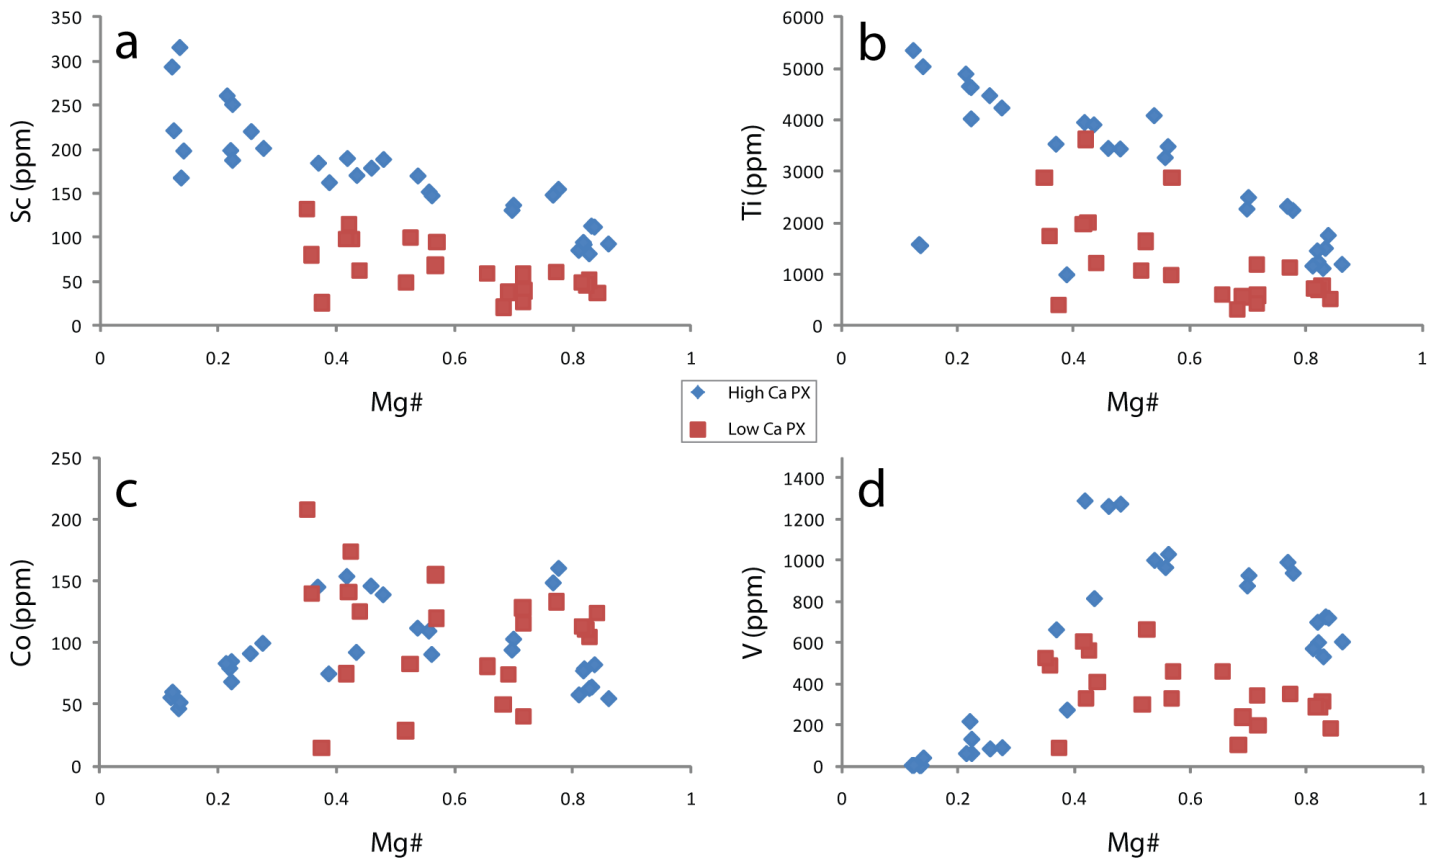 a
350
300
250
200
150
100
50
0
Sc (ppm)
0 0.2 0.4 0.6 0.8 1
Mg#
b
6000
5000
4000
3000
2000
1000
0
Ti (ppm)
0 0.2 0.4 0.6 0.8 1
Mg#
High Ca PX
Low Ca PX
c
250
200
150
100
50
0
Co (ppm)
0 0.2 0.4 0.6 0.8 1
Mg#
d
1400
1200
1000
800
600
400
200
0
V (ppm)
0 0.2 0.4 0.6 0.8 1
Mg#